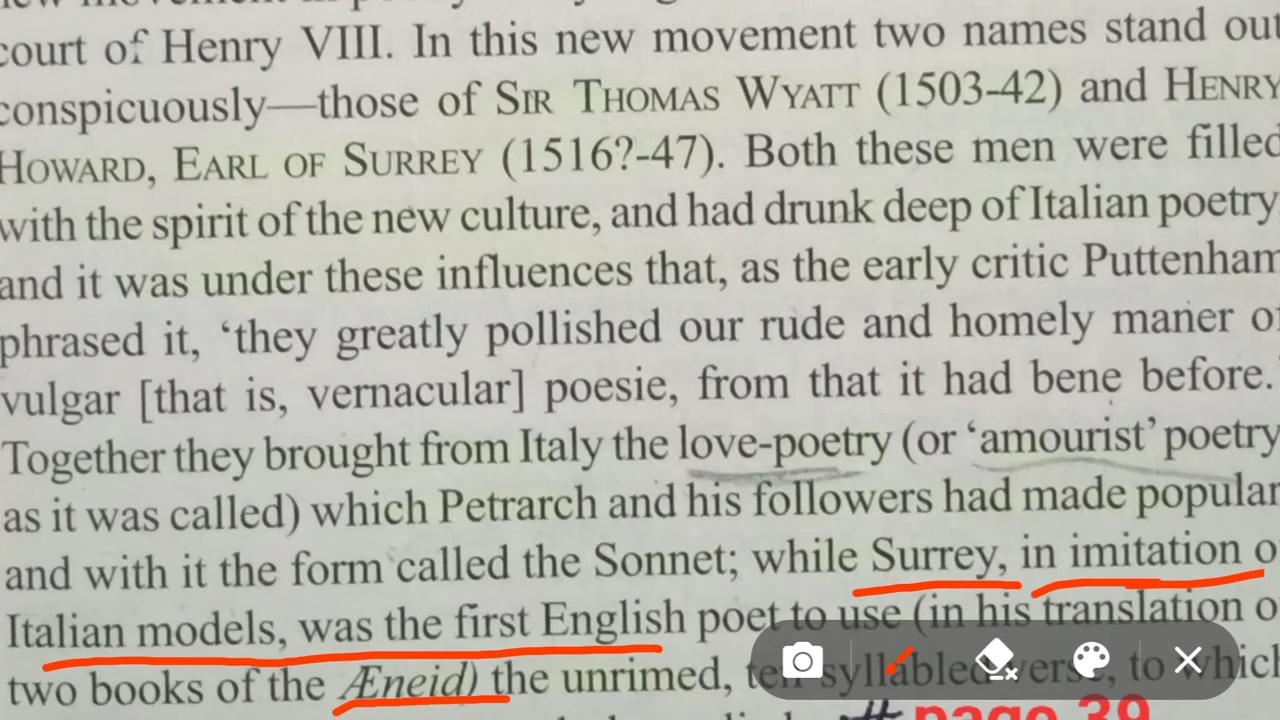 court of Henry VIII. In this new movement two names stand out
conspicuously—those of SIR THOMAS WYATT (1503-42) and HENRY
HOWARD, EARL OF SURREY (1516?-47). Both these men were filled
with the spirit of the new culture, and had drunk deep of Italian poetry
and it was under these influences that, as the early critic Puttenham
phrased it, ‘they greatly pollished our rude and homely maner of
vulgar [that is, vernacular] poesie, from that it had bene before.’
Together they brought from Italy the love-poetry (or ‘amourist’ poetry
as it was called) which Petrarch and his followers had made popular
and with it the form called the Sonnet; while Surrey, in imitation o
Italian models, was the first English poet to use (in his translation o
two books of the Æneid) the unrimed, ten syllabled verse, to which
# page 39